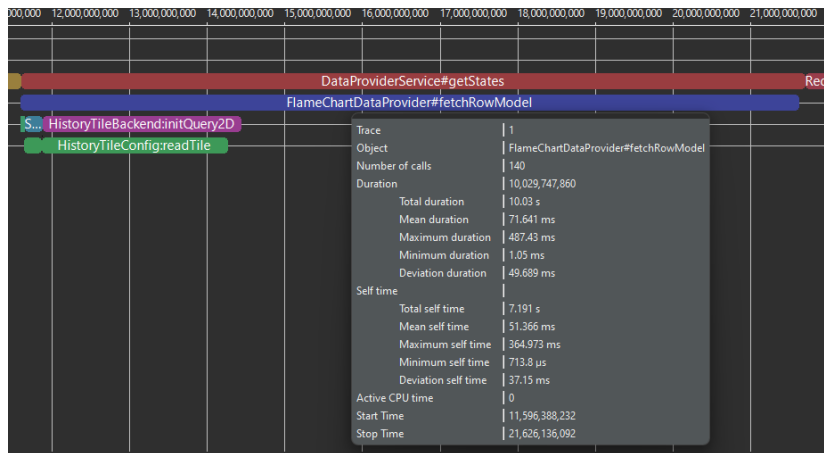 00,000 12,000,000,000 13,000,000,000 14,000,000,000 15,000,000,000 16,000,000,000 17,000,000,000 18,000,000,000 19,000,000,000 20,000,000,000 21,000,000,000
DataProviderService#getStates Rec
FlameChartDataProvider#fetchRowModel
S... HistoryTileBackend:initQuery2D
HistoryTileConfig:readTile
Trace 1
Object FlameChartDataProvider#fetchRowModel
Number of calls 140
Duration 10,029,747,860
Total duration 10.03 s
Mean duration 71.641 ms
Maximum duration 487.43 ms
Minimum duration 1.05 ms
Deviation duration 49.689 ms
Self time
Total self time 7.191 s
Mean self time 51.366 ms
Maximum self time 364.973 ms
Minimum self time 713.8 µs
Deviation self time 37.15 ms
Active CPU time 0
Start Time 11,596,388,232
Stop Time 21,626,136,092